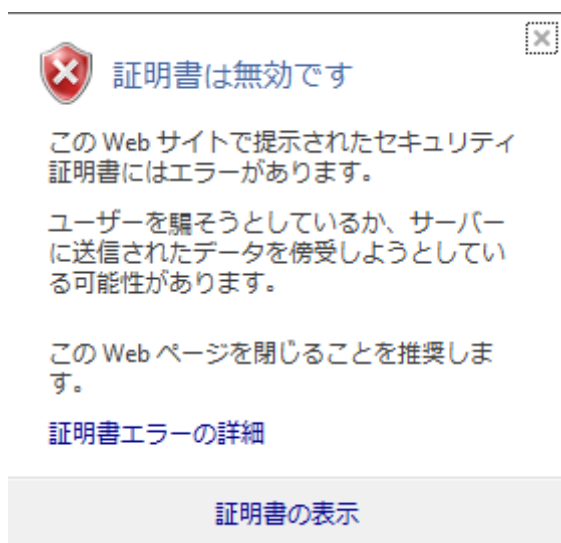 証明書は無効です
この Web サイトで提示されたセキュリティ
証明書にはエラーがあります。
ユーザーを騙そうとしているか、サーバー
に送信されたデータを傍受しようとしてい
る可能性があります。
この Web ページを閉じることを推奨しま
す。
証明書エラーの詳細
証明書の表示